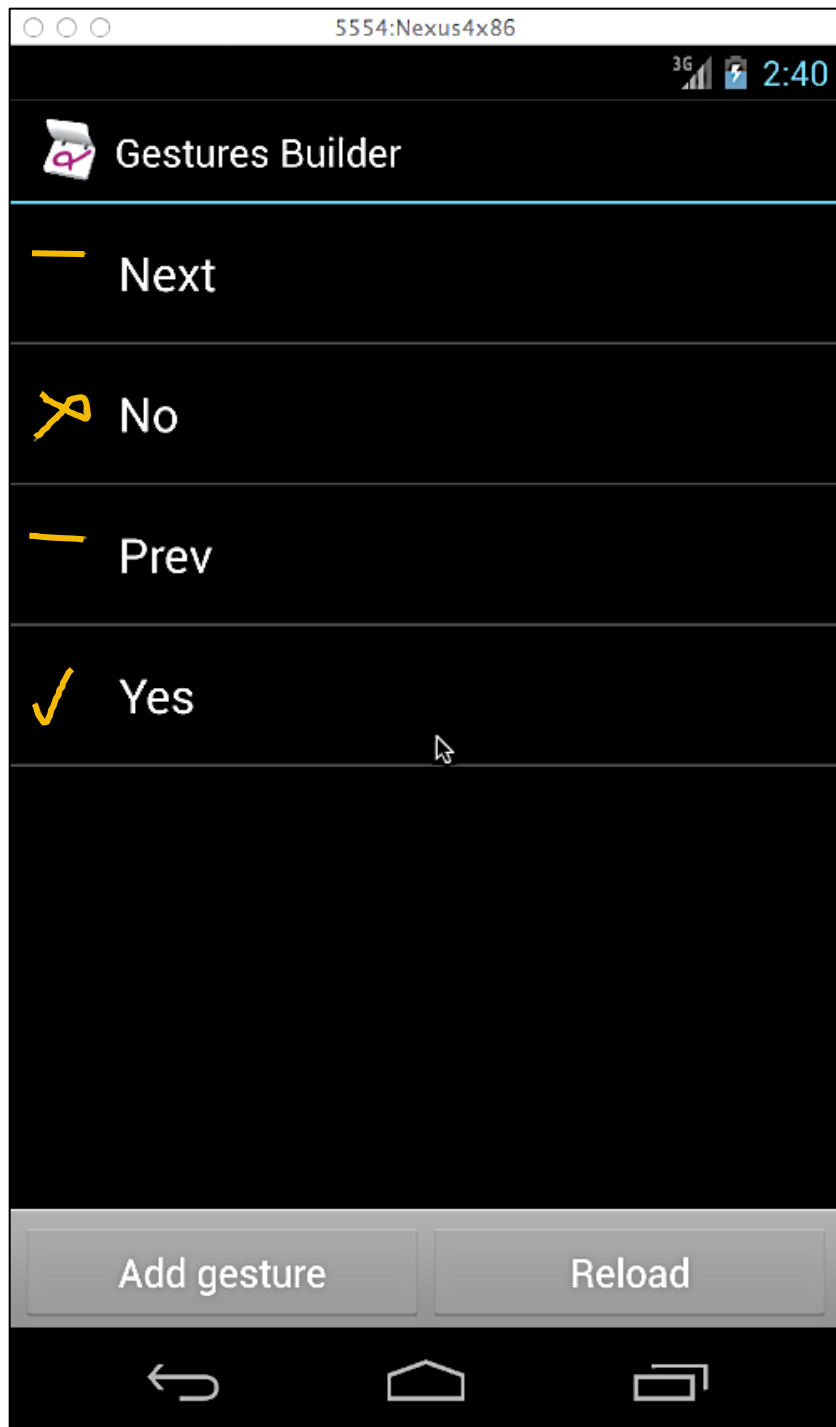 5554:Nexus4x86
3G 2:40
Gestures Builder
Next
No
Prev
Yes
Add gesture Reload